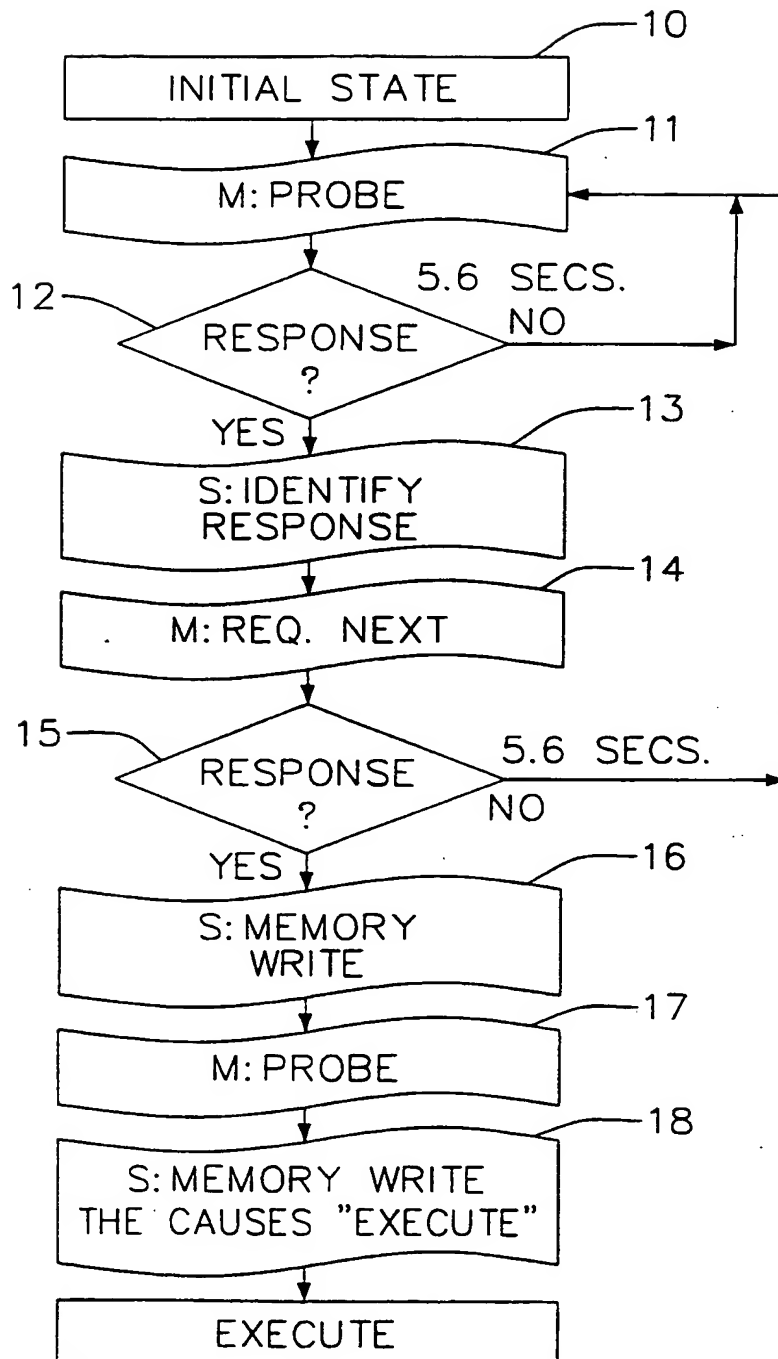 10
INITIAL STATE
11
M: PROBE
12
5.6 SECS.
NO
RESPONSE
?
YES
13
S: IDENTIFY
RESPONSE
14
M: REQ. NEXT
15
5.6 SECS.
NO
RESPONSE
?
YES
16
S: MEMORY
WRITE
17
M: PROBE
18
S: MEMORY WRITE
THE CAUSES "EXECUTE"
EXECUTE